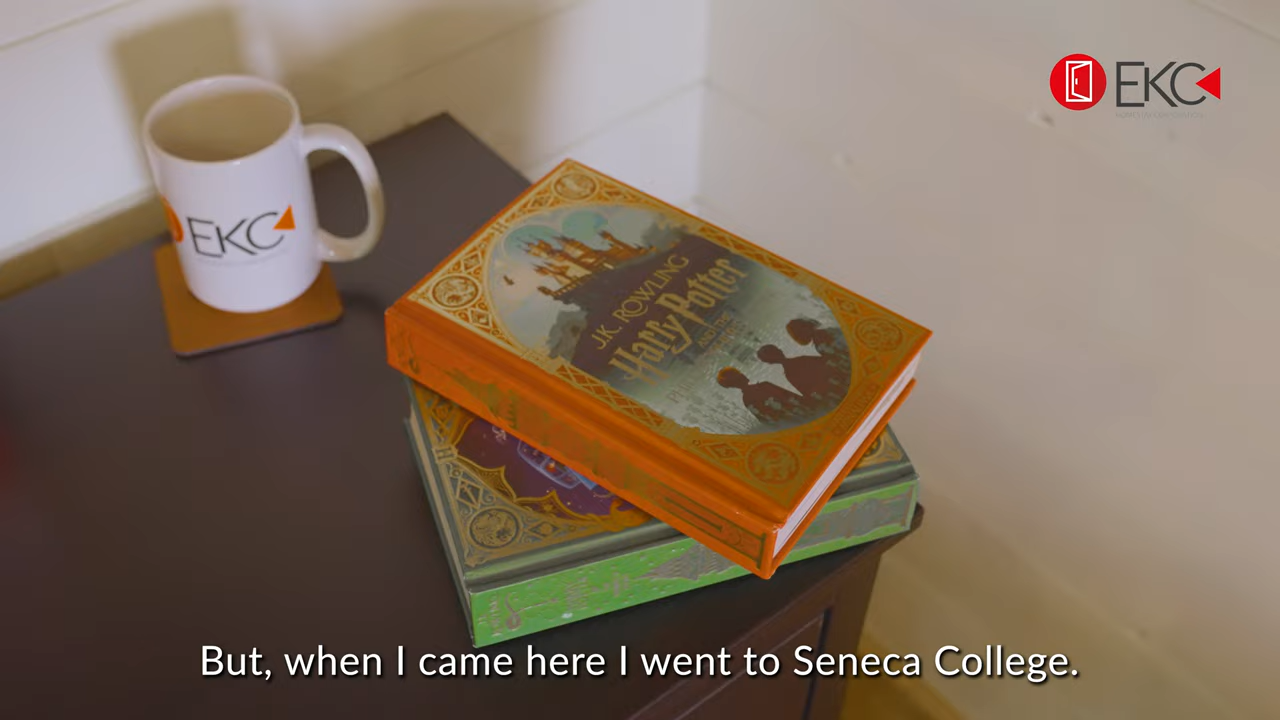 EKC
EKC
J.K. ROWLING
Harry Potter
AND THE
But, when I came here I went to Seneca College.